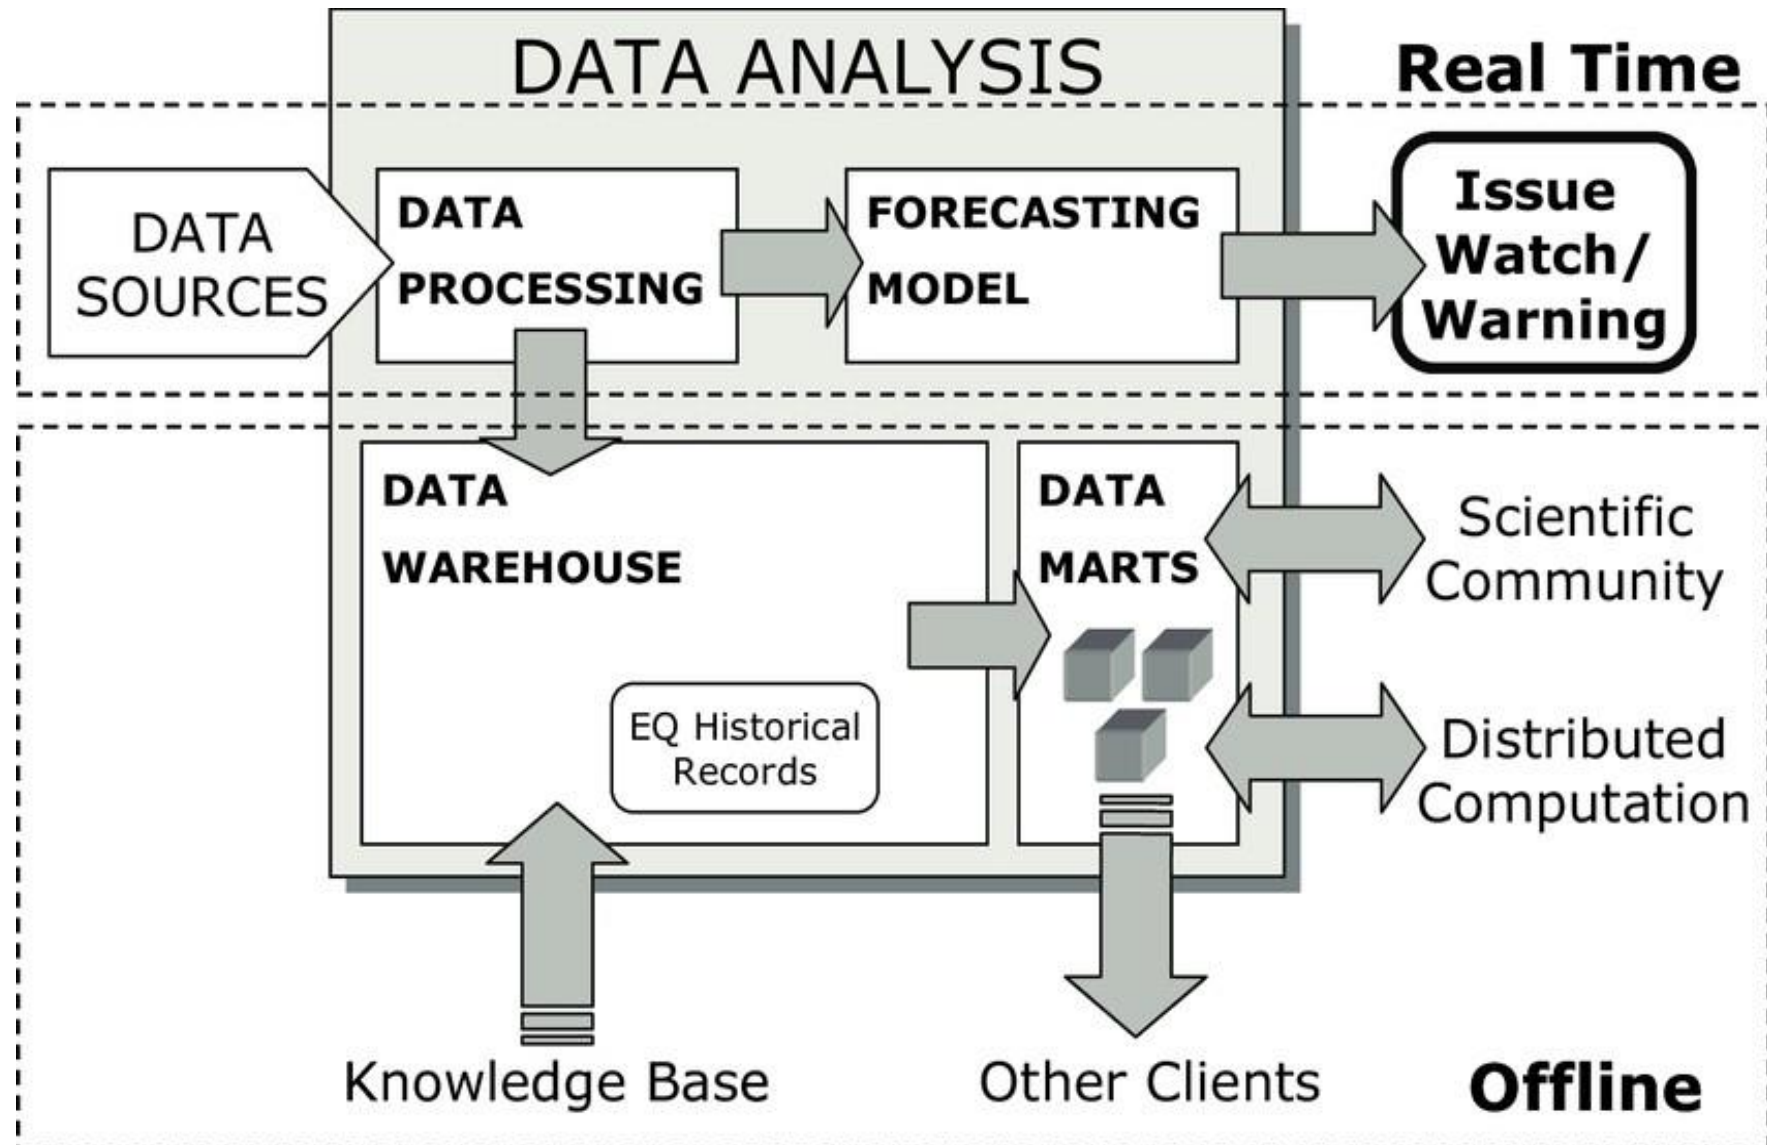 DATA ANALYSIS
Real Time
DATA
SOURCES
DATA
PROCESSING
FORECASTING
MODEL
Issue
Watch/
Warning
DATA
WAREHOUSE
EQ Historical
Records
DATA
MARTS
Scientific
Community
Distributed
Computation
Knowledge Base
Other Clients
Offline